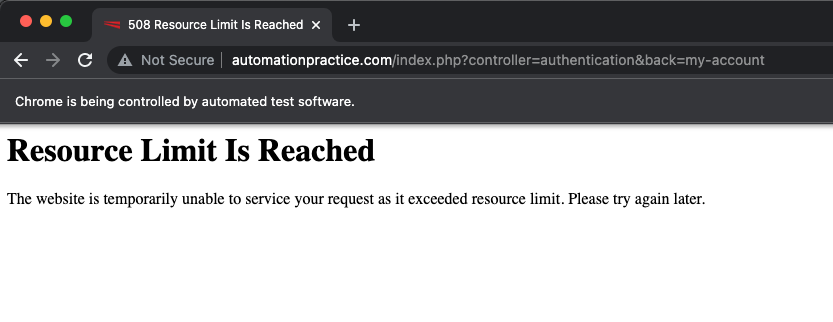 508 Resource Limit Is Reached
Not Secure automationpractice.com/index.php?controller=authentication&back=my-account
Chrome is being controlled by automated test software.
Resource Limit Is Reached
The website is temporarily unable to service your request as it exceeded resource limit. Please try again later.